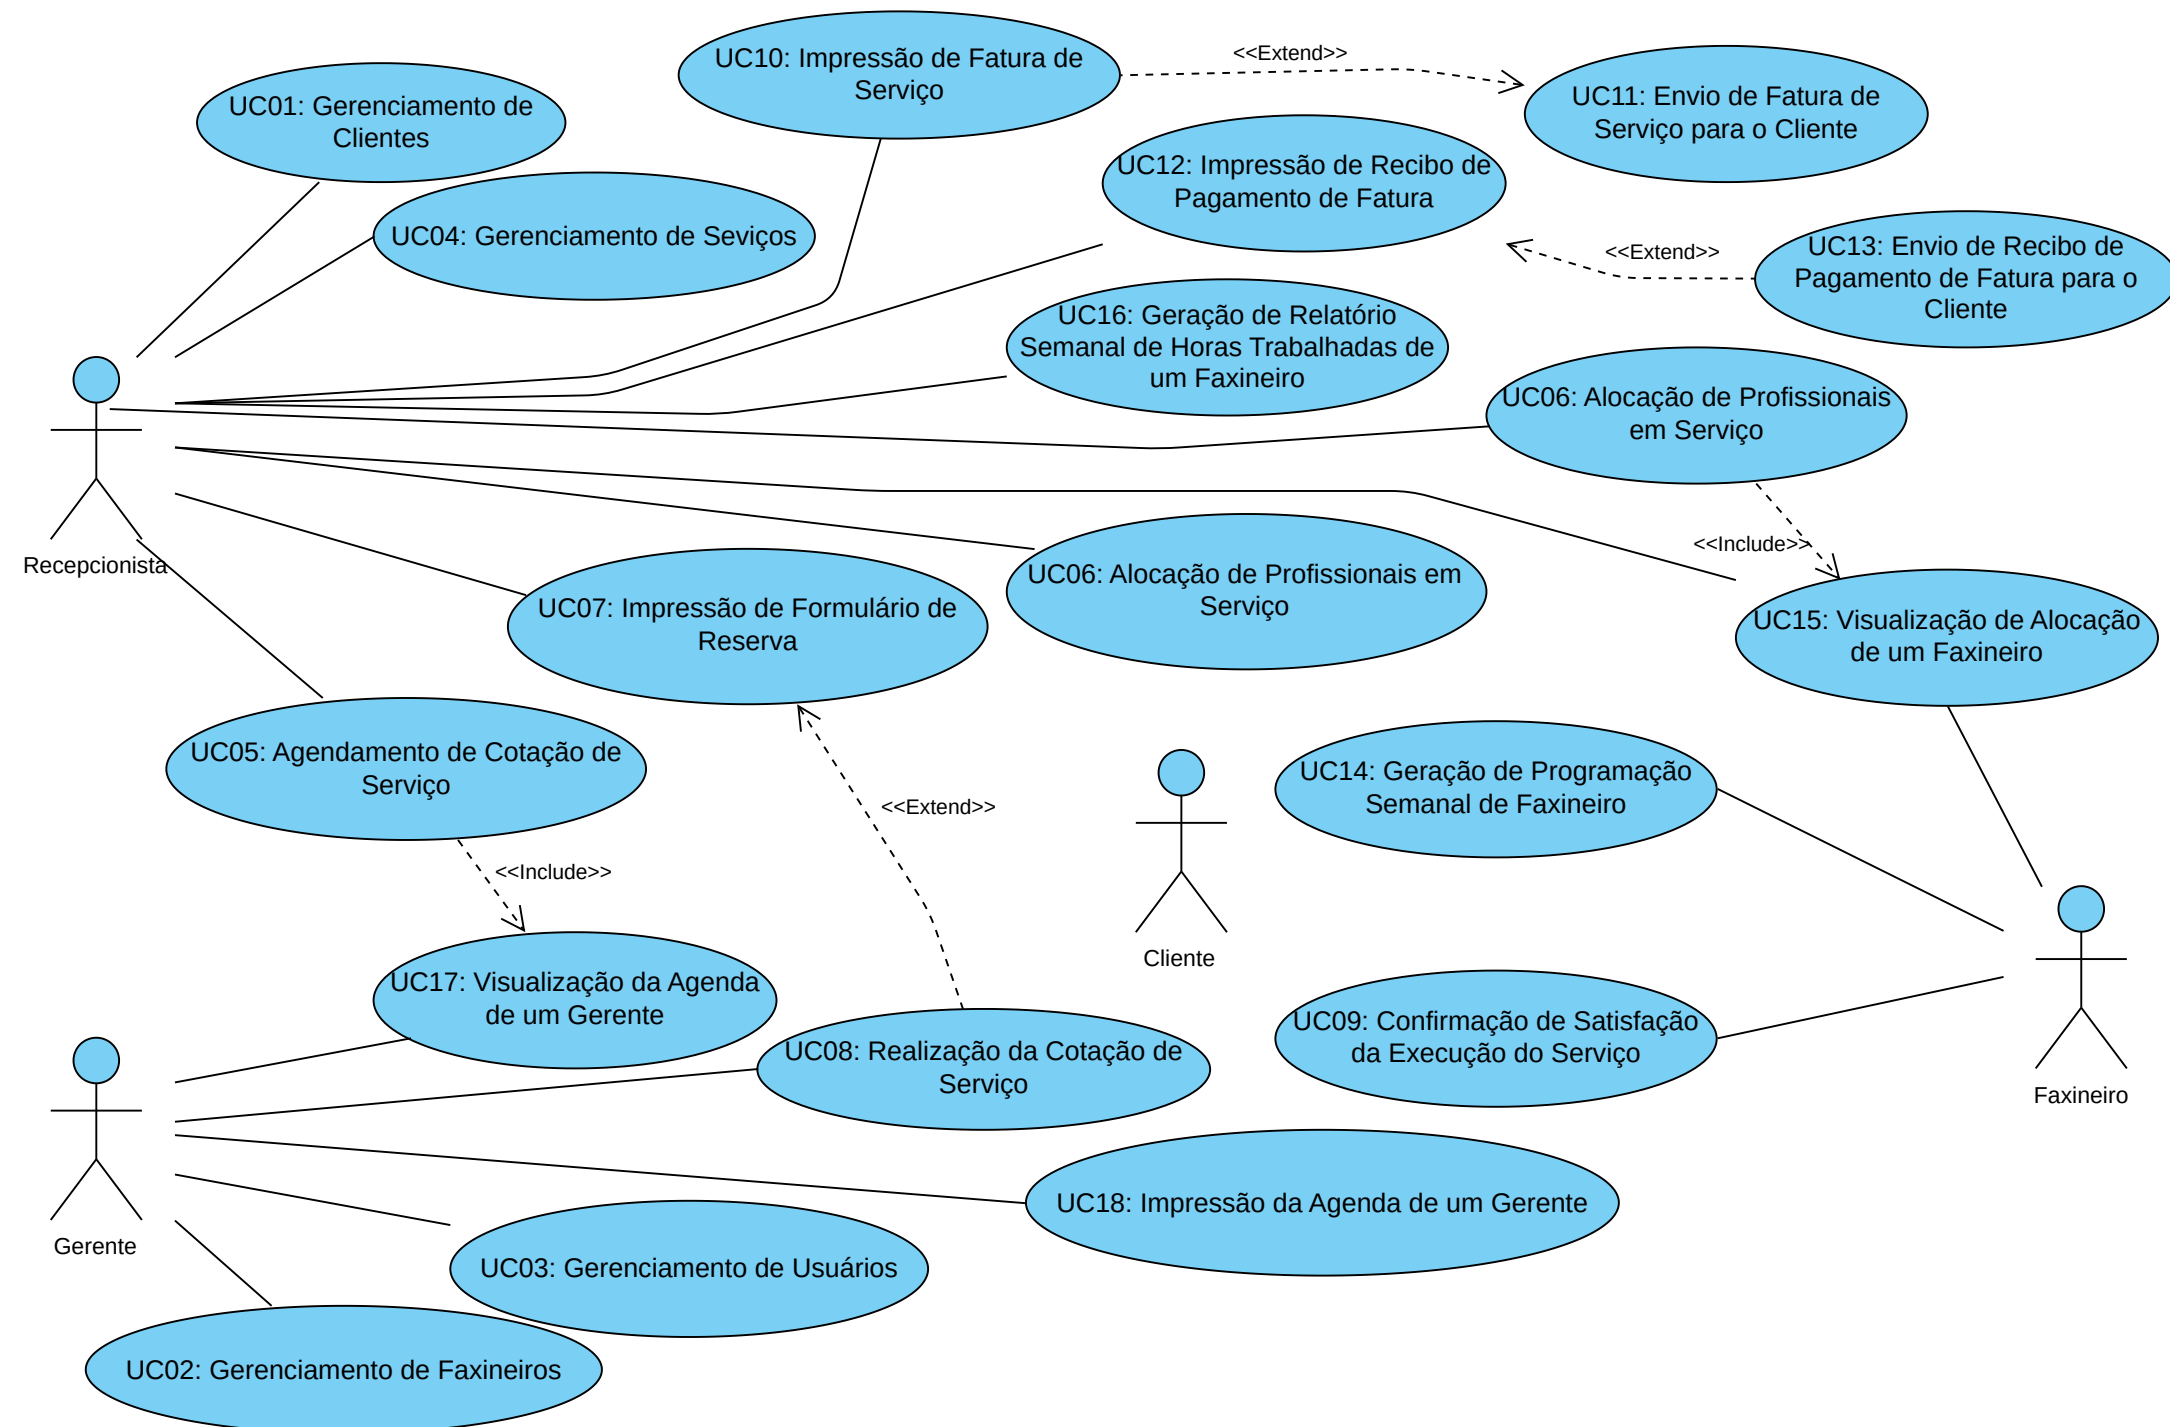 UC10: Impressão de Fatura de
Serviço
<<Extend>>
UC11: Envio de Fatura de
Serviço para o Cliente
UC01: Gerenciamento de
Clientes
UC12: Impressão de Recibo de
Pagamento de Fatura
UC04: Gerenciamento de Seviços
<<Extend>>
UC13: Envio de Recibo de
Pagamento de Fatura para o
Cliente
UC16: Geração de Relatório
Semanal de Horas Trabalhadas de
um Faxineiro
UC06: Alocação de Profissionais
em Serviço
Recepcionista
<<Include>>
UC06: Alocação de Profissionais em
Serviço
UC07: Impressão de Formulário de
Reserva
UC15: Visualização de Alocação
de um Faxineiro
UC05: Agendamento de Cotação de
Serviço
UC14: Geração de Programação
Semanal de Faxineiro
<<Extend>>
<<Include>>
Cliente
UC17: Visualização da Agenda
de um Gerente
UC08: Realização da Cotação de
Serviço
UC09: Confirmação de Satisfação
da Execução do Serviço
Faxineiro
UC18: Impressão da Agenda de um Gerente
Gerente
UC03: Gerenciamento de Usuários
UC02: Gerenciamento de Faxineiros